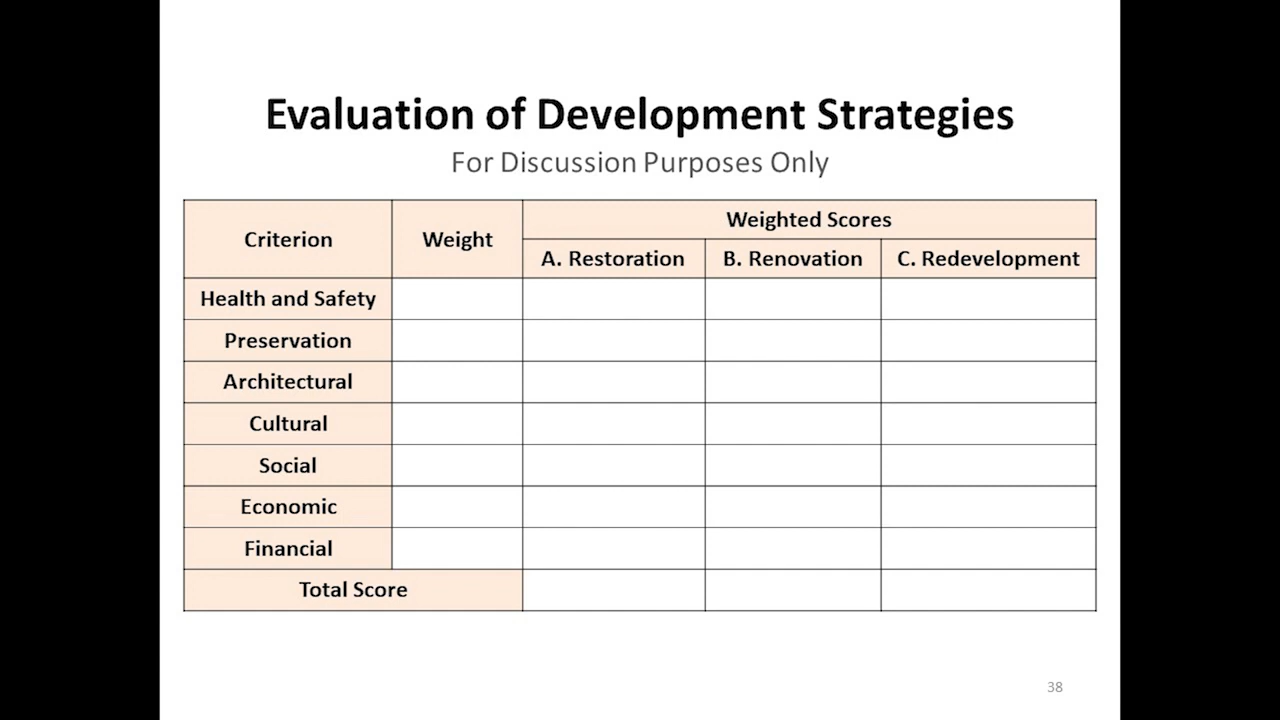 Evaluation of Development Strategies
For Discussion Purposes Only
Criterion Weight Weighted Scores
A. Restoration B. Renovation C. Redevelopment
Health and Safety
Preservation
Architectural
Cultural
Social
Economic
Financial
Total Score
38